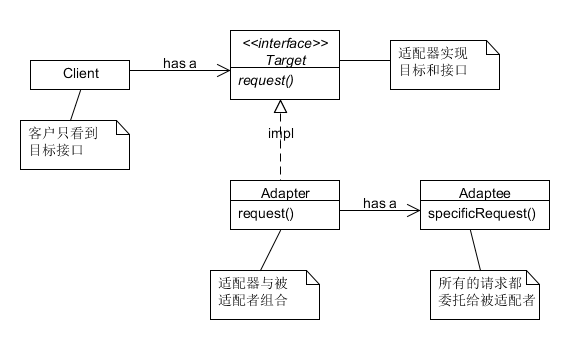 <<interface>>
Target
request()
适配器实现
目标和接口
Client
has a
客户只看到
目标接口
impl
Adapter
request()
has a
Adaptee
specificRequest()
适配器与被
适配者组合
所有的请求都
委托给被适配者